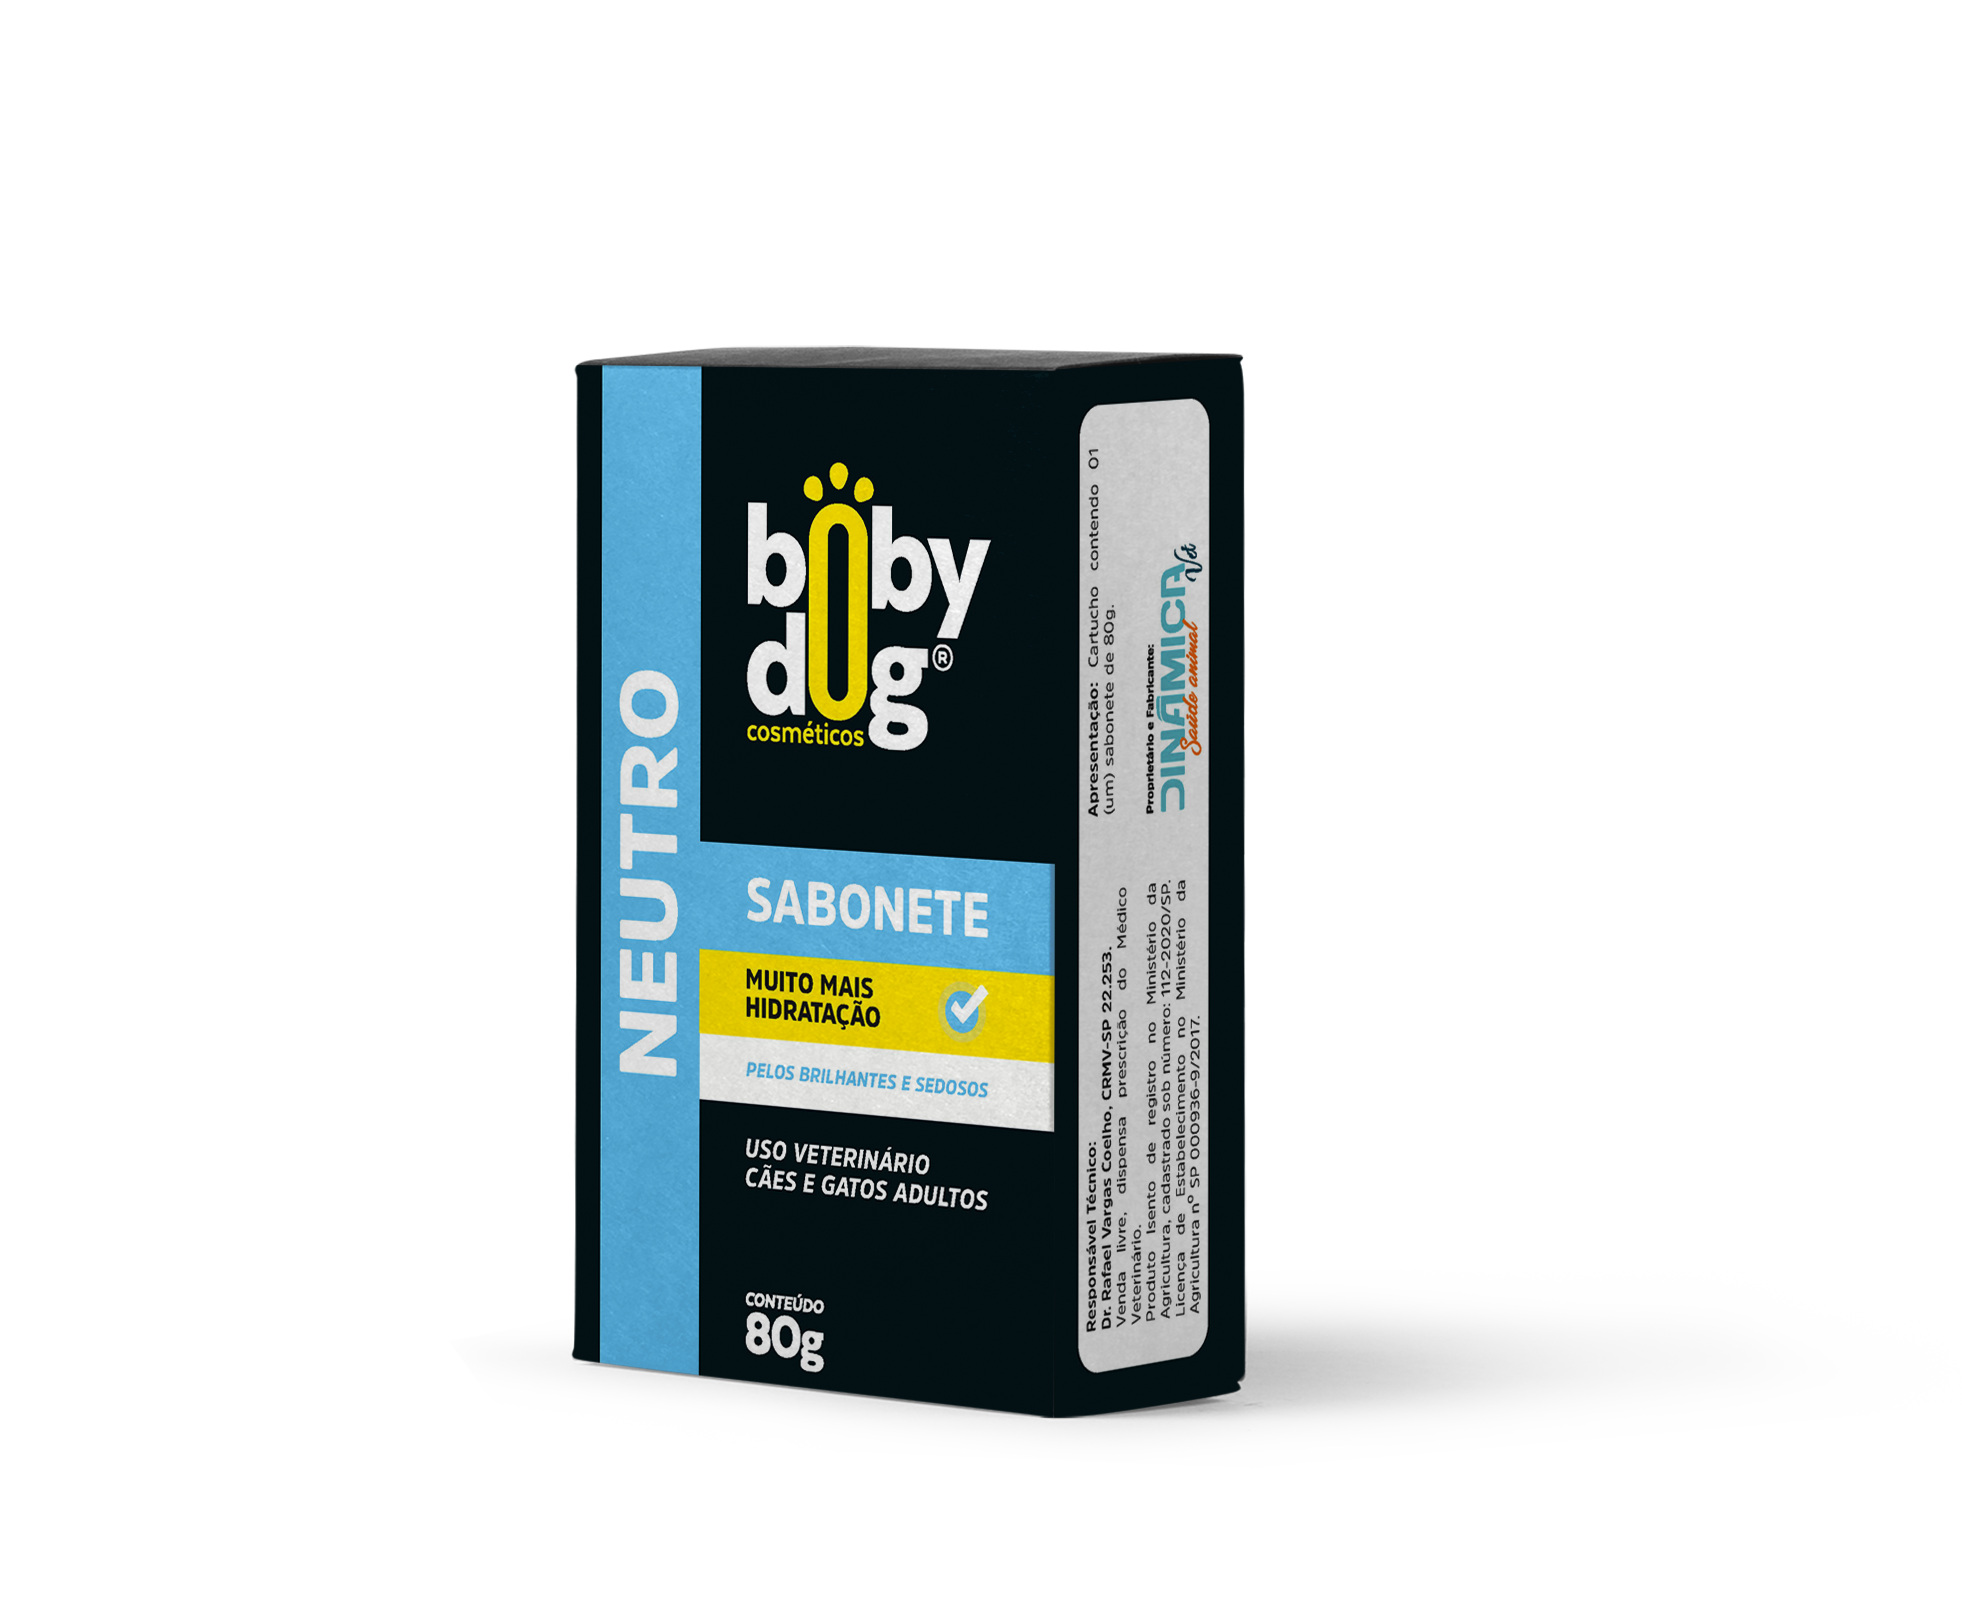 NEUTRO
boby
dog®
cosméticos
SABONETE
MUITO MAIS
HIDRATAÇÃO
PELOS BRILHANTES E SEDOSOS
USO VETERINÁRIO
CÃES E GATOS ADULTOS
CONTEÚDO
80g
Responsável Técnico:
Dr. Rafael Vargas Coelho, CRMV-SP 22.253.
Venda livre, dispensa prescrição do Médico
Veterinário.
Produto Isento de registro no Ministério da
Agricultura, cadastrado sob número: 112-2020/SP.
Licença de Estabelecimento no Ministério da
Agricultura nº SP 000936-9/2017.
Apresentação: Cartucho contendo 01
(um) sabonete de 80g.
Proprietário e Fabricante:
DINÂMICA
Vet
Saúde animal